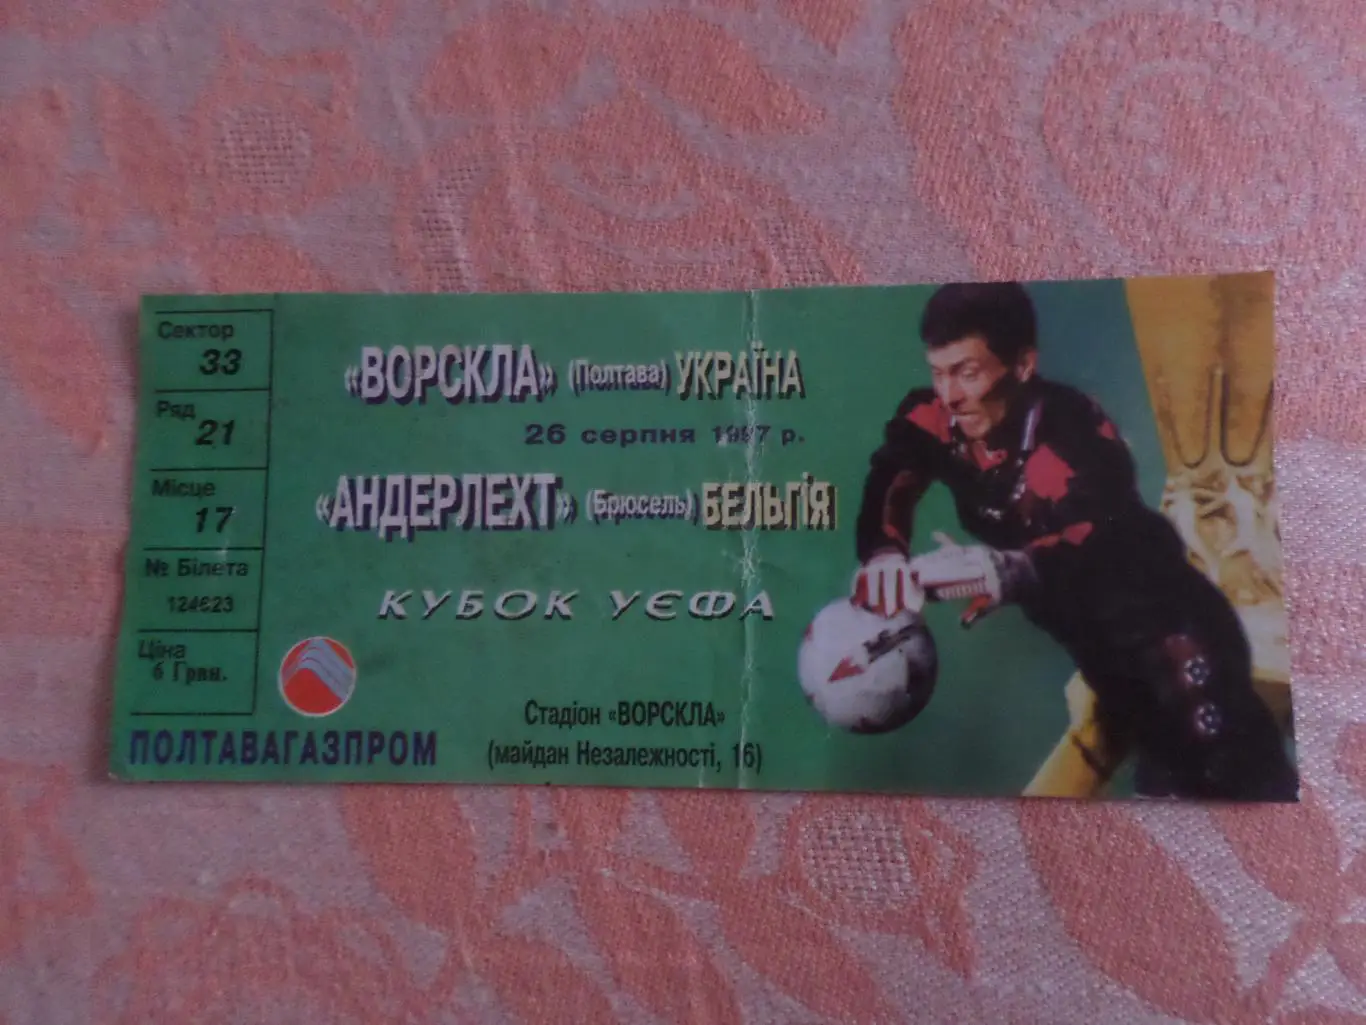 Сектор
33
Ряд
21
Місце
17
№ Білета
124623
Ціна
6 Грвн.
ПОЛТАВАГАЗПРОМ
«ВОРСКЛА» (Полтава) УКРАЇНА
26 серпня 1997 р.
«АНДЕРЛЕХТ» (Брюсель) БЕЛЬГІЯ
КУБОК УЄФА
Стадіон «ВОРСКЛА»
(майдан Незалежності, 16)